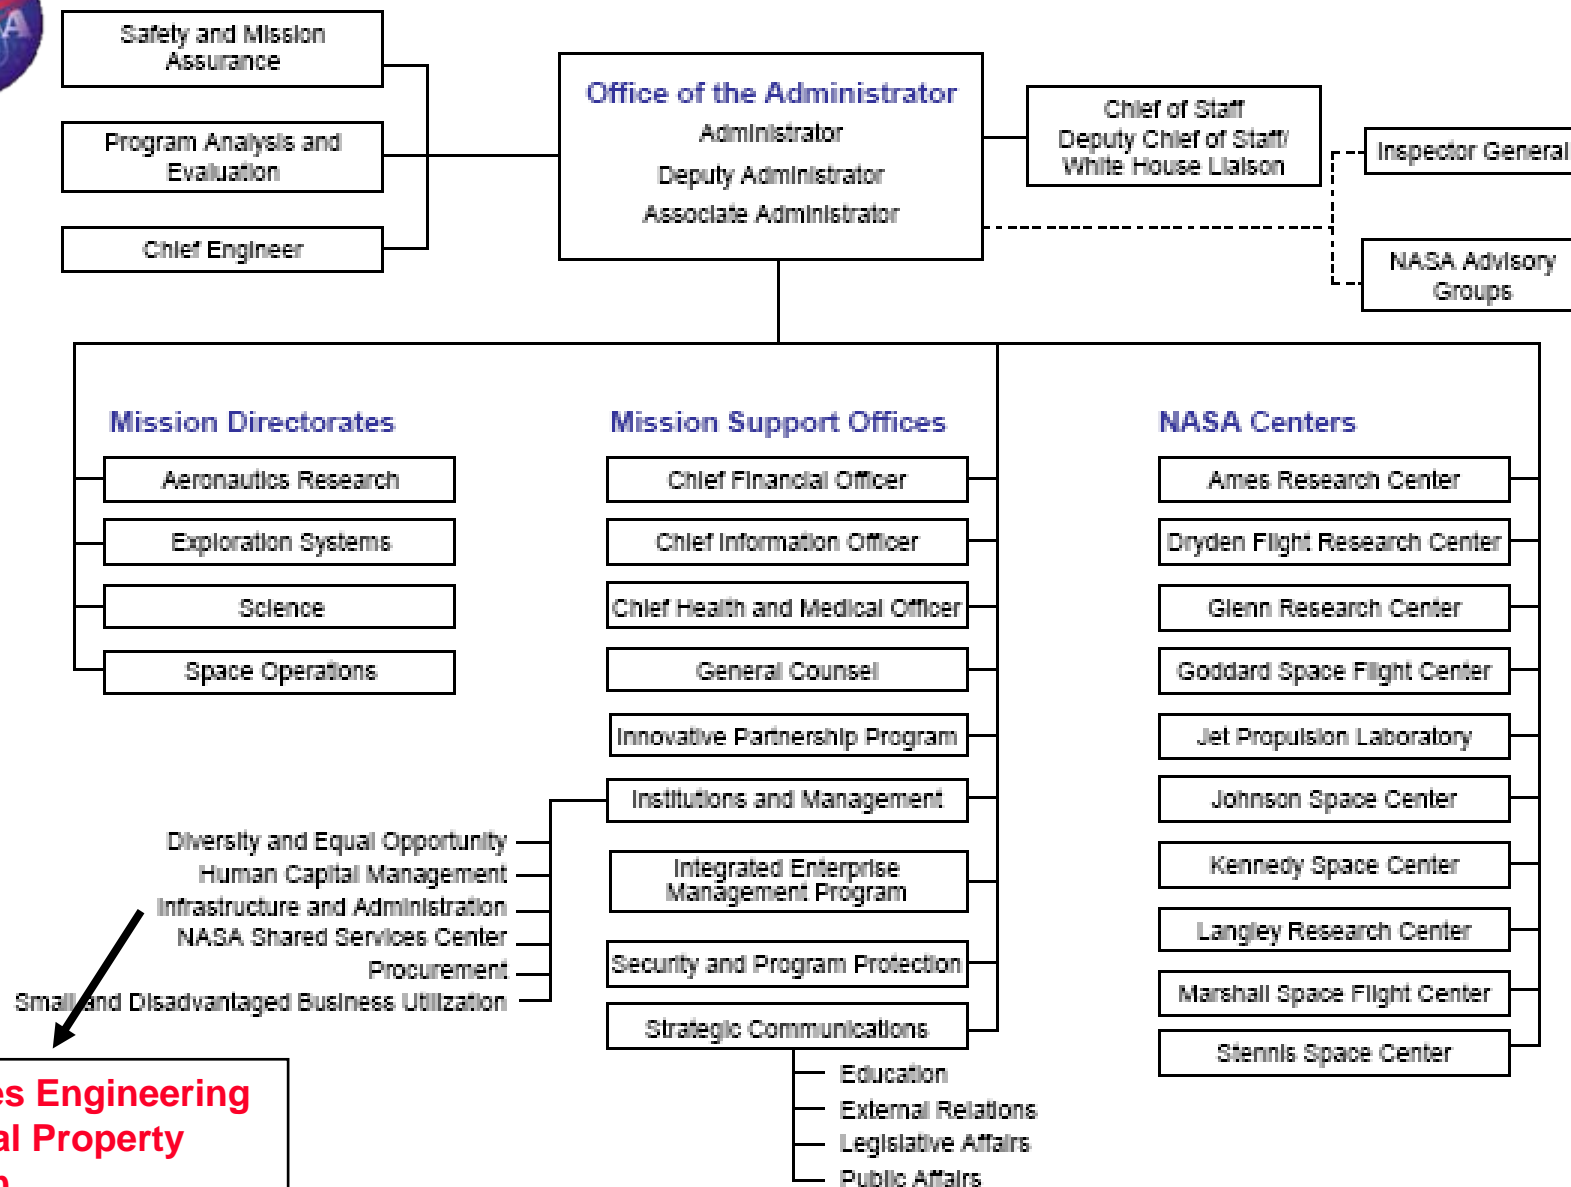 Safety and Mission
Assurance
Program Analysis and
Evaluation
Chief Engineer
Office of the Administrator
Administrator
Deputy Administrator
Associate Administrator
Chief of Staff
Deputy Chief of Staff/
White House Liaison
Inspector General
NASA Advisory
Groups
Mission Directorates
Aeronautics Research
Exploration Systems
Science
Space Operations
Mission Support Offices
Chief Financial Officer
Chief Information Officer
Chief Health and Medical Officer
General Counsel
Innovative Partnership Program
Institutions and Management
Diversity and Equal Opportunity
Human Capital Management
Infrastructure and Administration
NASA Shared Services Center
Procurement
Small and Disadvantaged Business Utilization
Integrated Enterprise
Management Program
Security and Program Protection
Strategic Communications
Education
External Relations
Legislative Affairs
Public Affairs
NASA Centers
Ames Research Center
Dryden Flight Research Center
Glenn Research Center
Goddard Space Flight Center
Jet Propulsion Laboratory
Johnson Space Center
Kennedy Space Center
Langley Research Center
Marshall Space Flight Center
Stennis Space Center
Engineering
Property